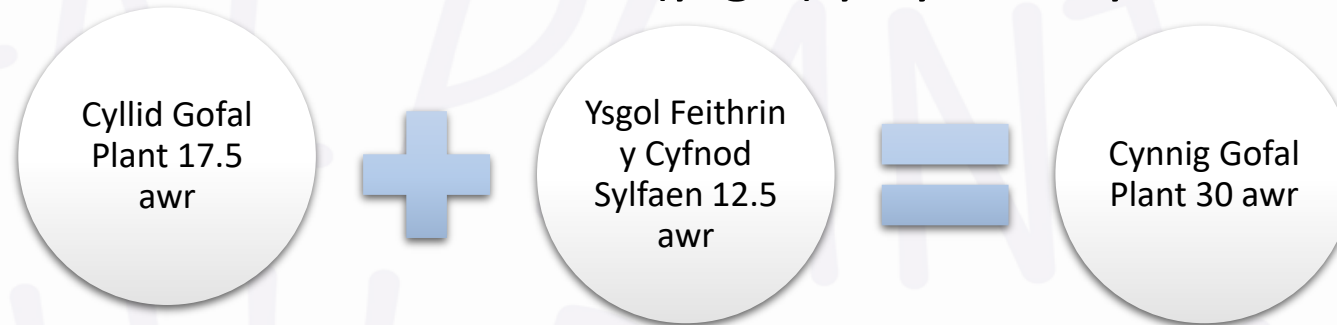 Cyllid Gofal
Plant 17.5
awr
Ysgol Feithrin
y Cyfnod
Sylfaen 12.5
awr
Cynnig Gofal
Plant 30 awr